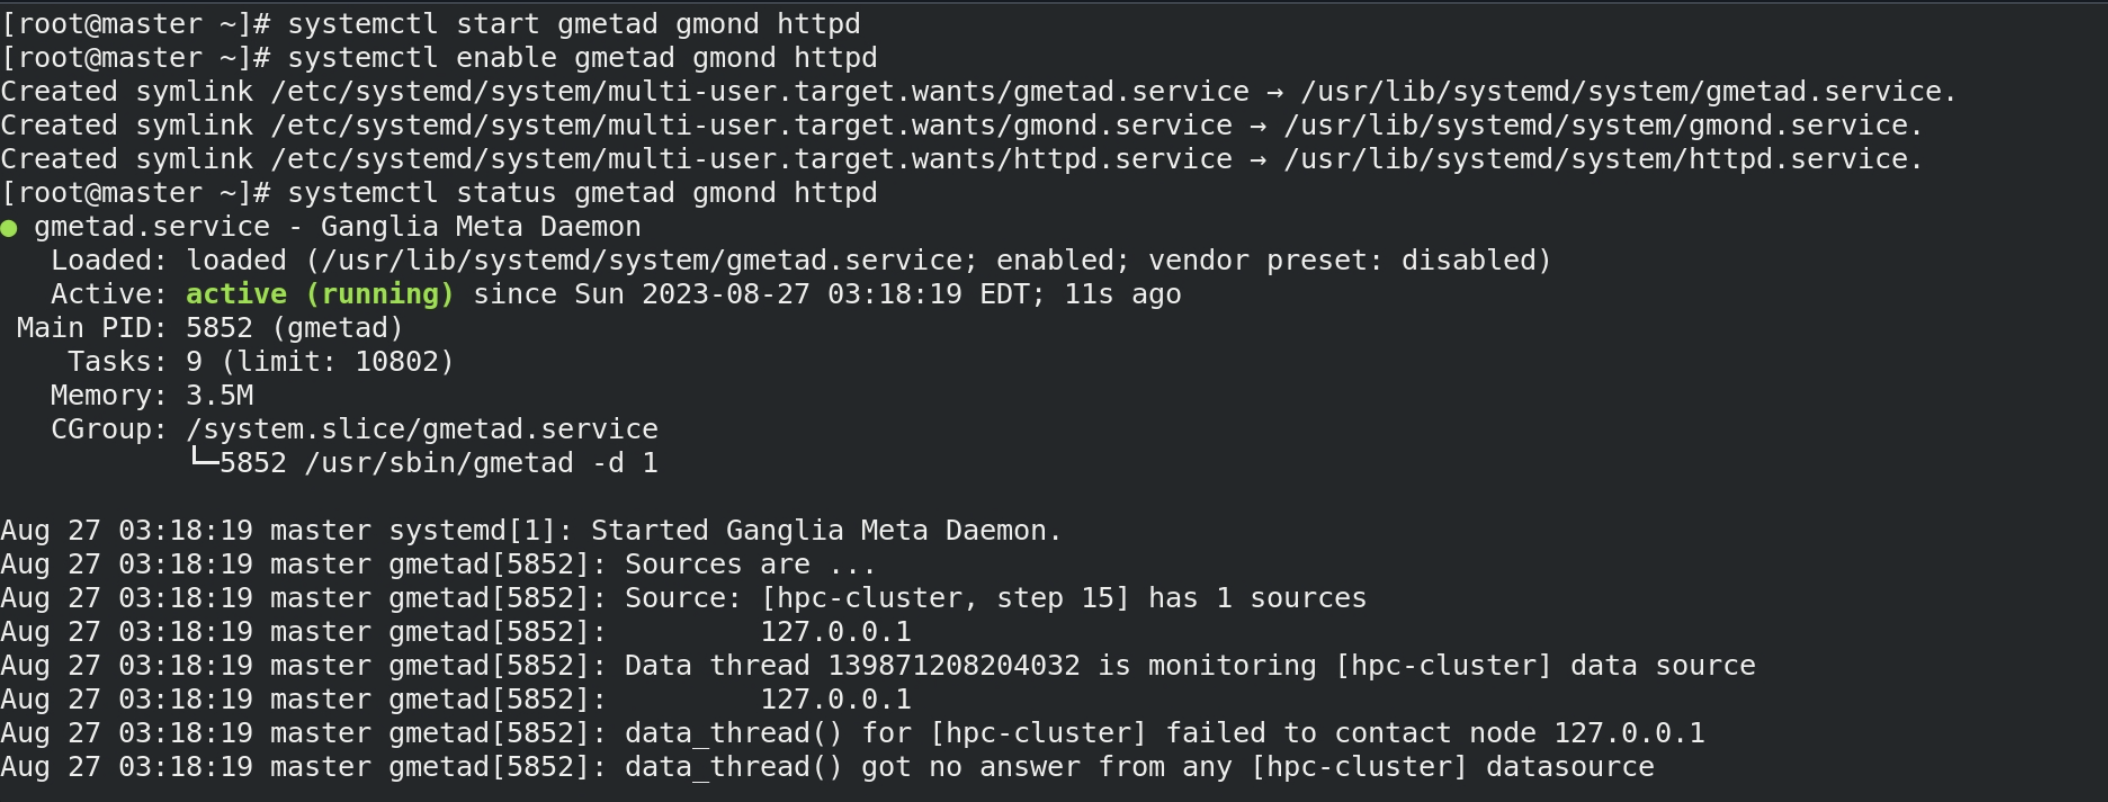 [root@master ~]# systemctl start gmetad gmond httpd
[root@master ~]# systemctl enable gmetad gmond httpd
Created symlink /etc/systemd/system/multi-user.target.wants/gmetad.service → /usr/lib/systemd/system/gmetad.service.
Created symlink /etc/systemd/system/multi-user.target.wants/gmond.service → /usr/lib/systemd/system/gmond.service.
Created symlink /etc/systemd/system/multi-user.target.wants/httpd.service → /usr/lib/systemd/system/httpd.service.
[root@master ~]# systemctl status gmetad gmond httpd
● gmetad.service - Ganglia Meta Daemon
   Loaded: loaded (/usr/lib/systemd/system/gmetad.service; enabled; vendor preset: disabled)
   Active: active (running) since Sun 2023-08-27 03:18:19 EDT; 11s ago
 Main PID: 5852 (gmetad)
    Tasks: 9 (limit: 10802)
   Memory: 3.5M
   CGroup: /system.slice/gmetad.service
           └─5852 /usr/sbin/gmetad -d 1

Aug 27 03:18:19 master systemd[1]: Started Ganglia Meta Daemon.
Aug 27 03:18:19 master gmetad[5852]: Sources are ...
Aug 27 03:18:19 master gmetad[5852]: Source: [hpc-cluster, step 15] has 1 sources
Aug 27 03:18:19 master gmetad[5852]:         127.0.0.1
Aug 27 03:18:19 master gmetad[5852]: Data thread 139871208204032 is monitoring [hpc-cluster] data source
Aug 27 03:18:19 master gmetad[5852]:         127.0.0.1
Aug 27 03:18:19 master gmetad[5852]: data_thread() for [hpc-cluster] failed to contact node 127.0.0.1
Aug 27 03:18:19 master gmetad[5852]: data_thread() got no answer from any [hpc-cluster] datasource